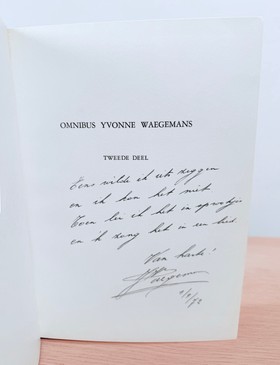 OMNIBUS YVONNE WAEGEMANS
TWEEDE DEEL
Eens wilde ik iets zeggen
en ik kon het niet
Toen lei ik het in sprookjes
en ik zong het in een lied.
Van harte!
Waegemans